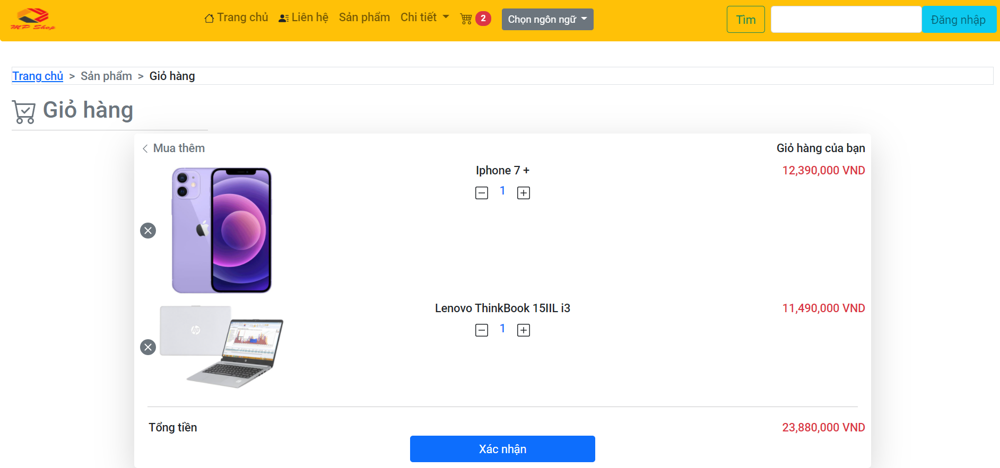 MP Shop
Trang chủ Liên hệ Sản phẩm Chi tiết 2 Chọn ngôn ngữ Tìm Đăng nhập
Trang chủ > Sản phẩm > Giỏ hàng
Giỏ hàng
Mua thêm Giỏ hàng của bạn
Iphone 7 + 12,390,000 VND
1
Lenovo ThinkBook 15IIL i3 11,490,000 VND
1
hp
Tổng tiền 23,880,000 VND
Xác nhận